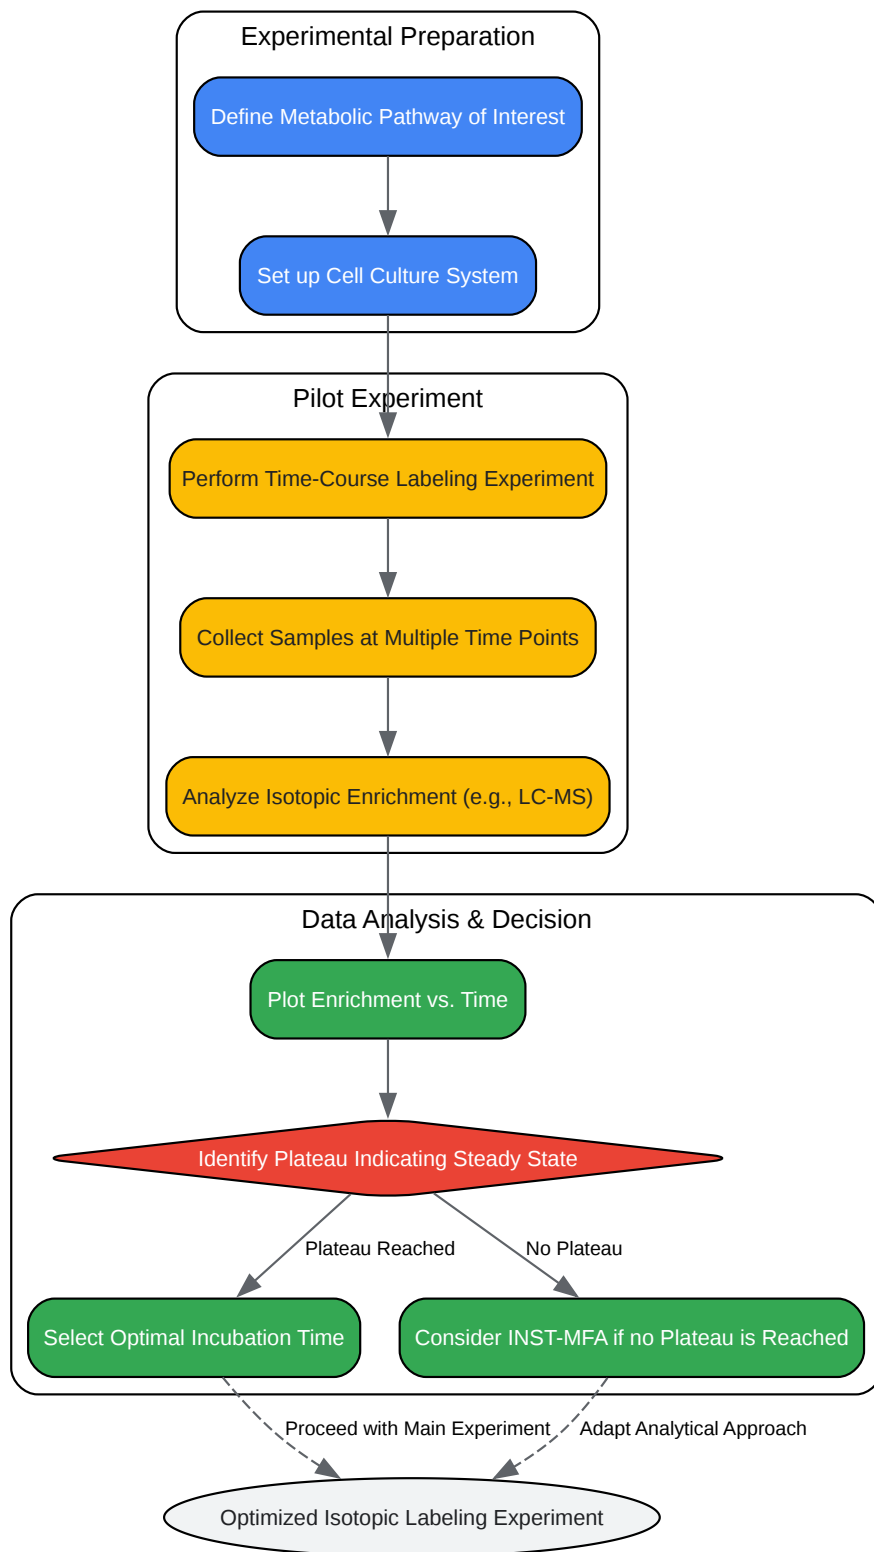 Experimental Preparation
Define Metabolic Pathway of Interest
Set up Cell Culture System
Pilot Experiment
Perform Time-Course Labeling Experiment
Collect Samples at Multiple Time Points
Analyze Isotopic Enrichment (e.g., LC-MS)
Data Analysis & Decision
Plot Enrichment vs. Time
Identify Plateau Indicating Steady State
Plateau Reached
No Plateau
Select Optimal Incubation Time
Consider INST-MFA if no Plateau is Reached
Proceed with Main Experiment
Adapt Analytical Approach
Optimized Isotopic Labeling Experiment